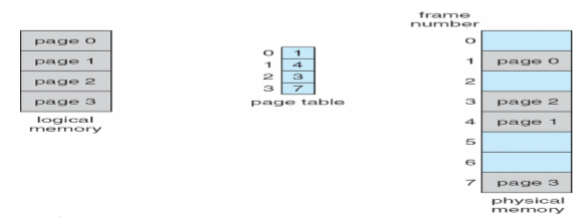 page 0
page 1
page 2
page 3
logical
memory
0 1
1 4
2 3
3 7
page table
frame
number
0
1 page 0
2
3 page 2
4 page 1
5
6
7 page 3
physical
memory